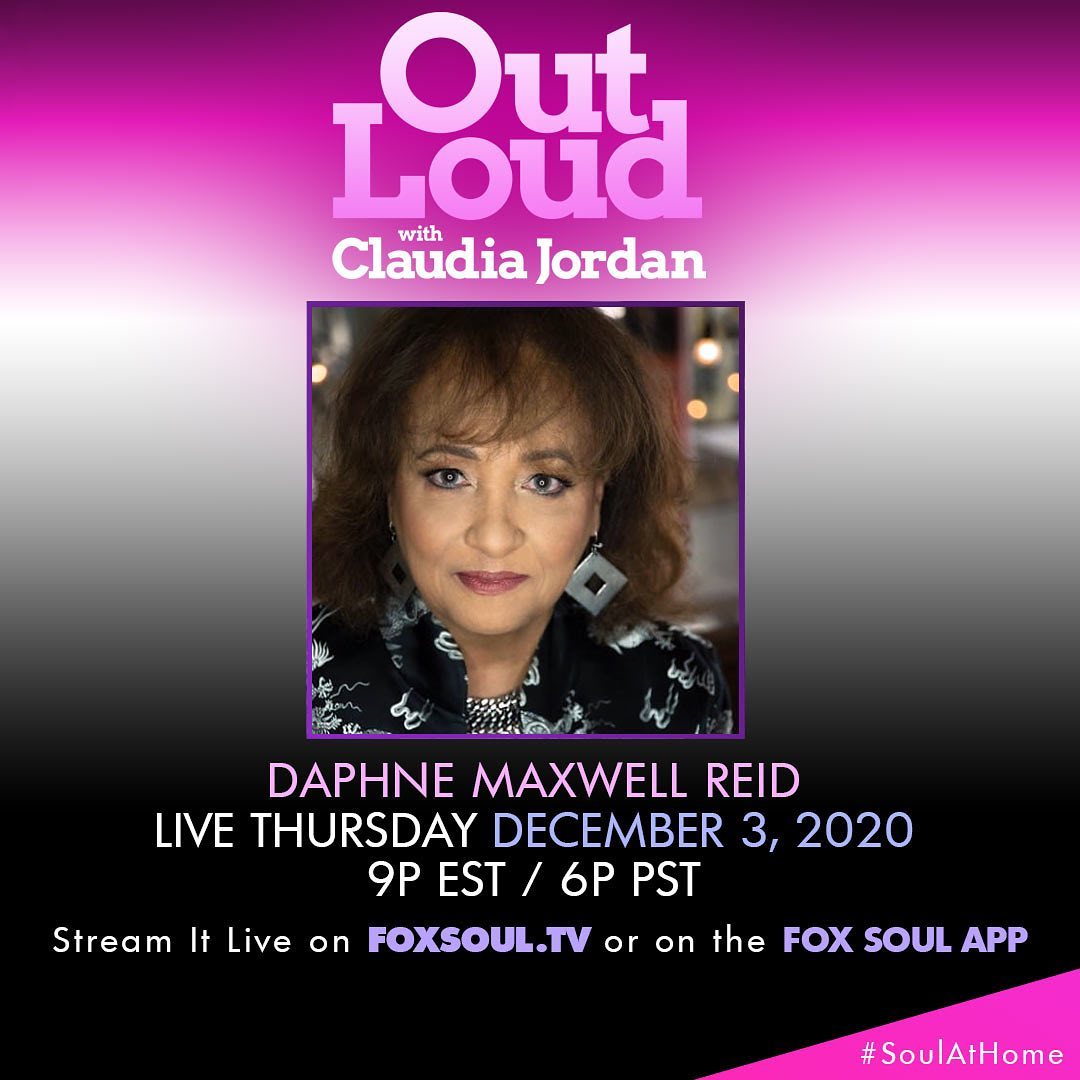 Out
Loud
with
Claudia Jordan
DAPHNE MAXWELL REID
LIVE THURSDAY DECEMBER 3, 2020
9P EST / 6P PST
Stream It Live on FOXSOUL.TV or on the FOX SOUL APP
#SoulAtHome